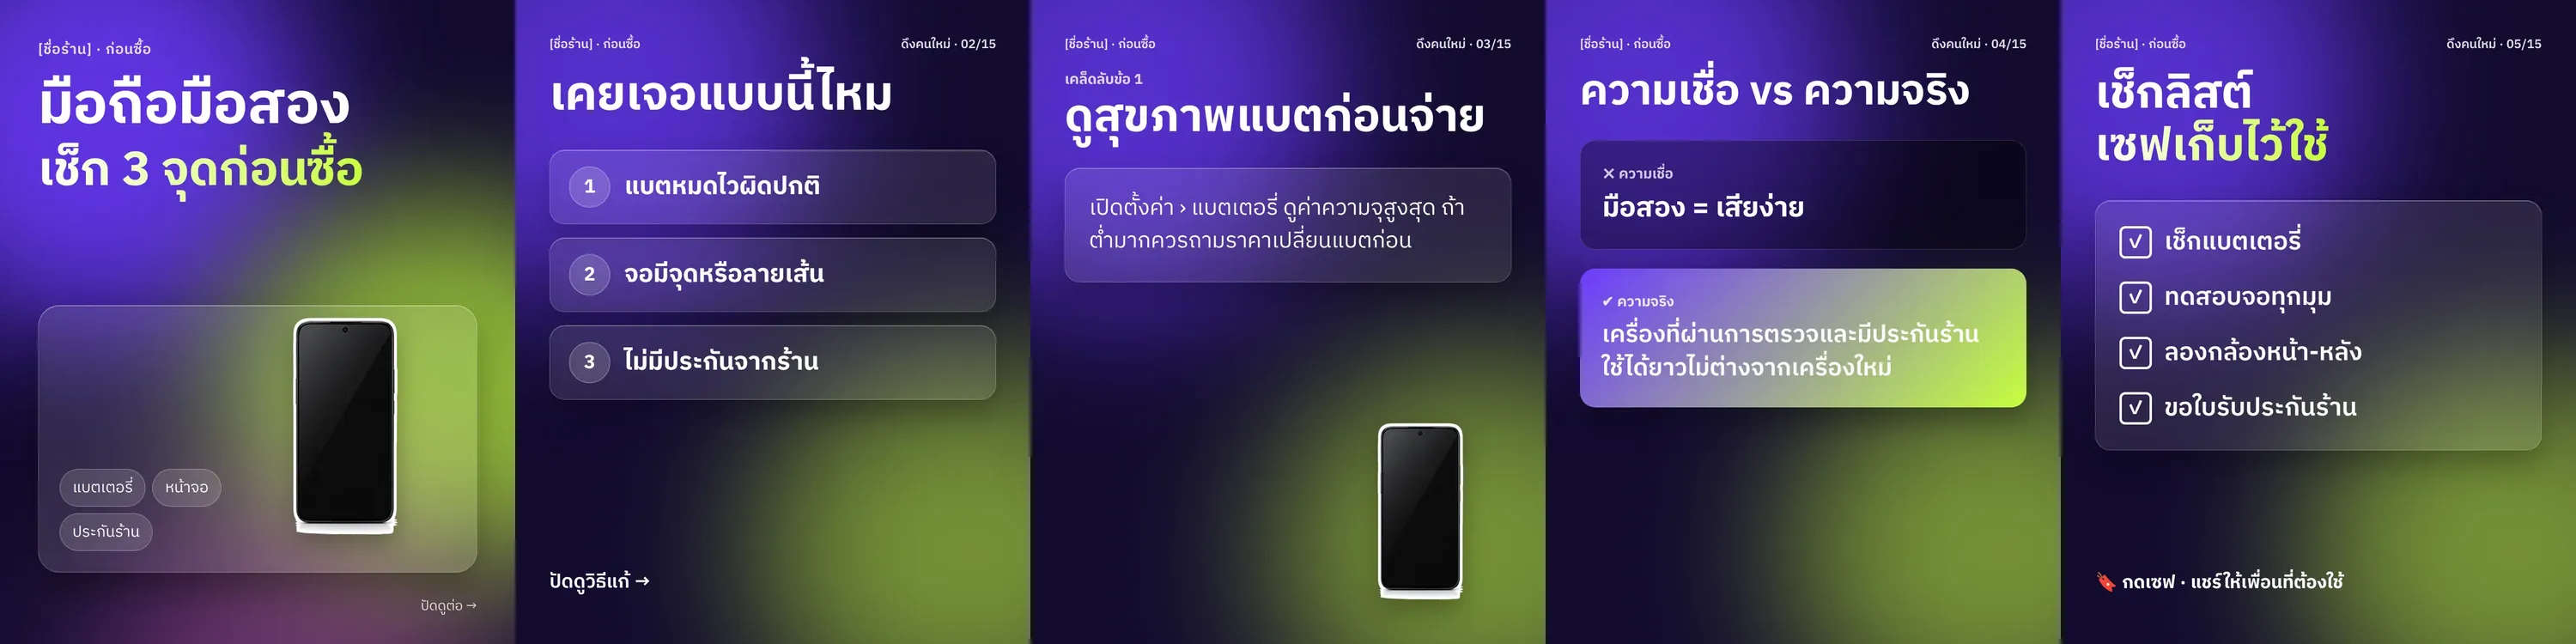 [ชื่อร้าน] · ก่อนซื้อ
มือถือมือสอง
เช็ก 3 จุดก่อนซื้อ
แบตเตอรี่
หน้าจอ
ประกันร้าน
ปัดดูต่อ →
[ชื่อร้าน] · ก่อนซื้อ
ดึงคนใหม่ · 02/15
เคยเจอแบบนี้ไหม
1 แบตหมดไวผิดปกติ
2 จอมีจุดหรือลายเส้น
3 ไม่มีประกันจากร้าน
ปัดดูวิธีแก้ →
[ชื่อร้าน] · ก่อนซื้อ
ดึงคนใหม่ · 03/15
เคล็ดลับข้อ 1
ดูสุขภาพแบตก่อนจ่าย
เปิดตั้งค่า › แบตเตอรี่ ดูค่าความจุสูงสุด ถ้า
ต่ำมากควรถามราคาเปลี่ยนแบตก่อน
[ชื่อร้าน] · ก่อนซื้อ
ดึงคนใหม่ · 04/15
ความเชื่อ vs ความจริง
✕ ความเชื่อ
มือสอง = เสียง่าย
✔ ความจริง
เครื่องที่ผ่านการตรวจและมีประกันร้าน
ใช้ได้ยาวไม่ต่างจากเครื่องใหม่
[ชื่อร้าน] · ก่อนซื้อ
ดึงคนใหม่ · 05/15
เช็กลิสต์
เซฟเก็บไว้ใช้
✓ เช็กแบตเตอรี่
✓ ทดสอบจอทุกมุม
✓ ลองกล้องหน้า-หลัง
✓ ขอใบรับประกันร้าน
🔖 กดเซฟ · แชร์ให้เพื่อนที่ต้องใช้